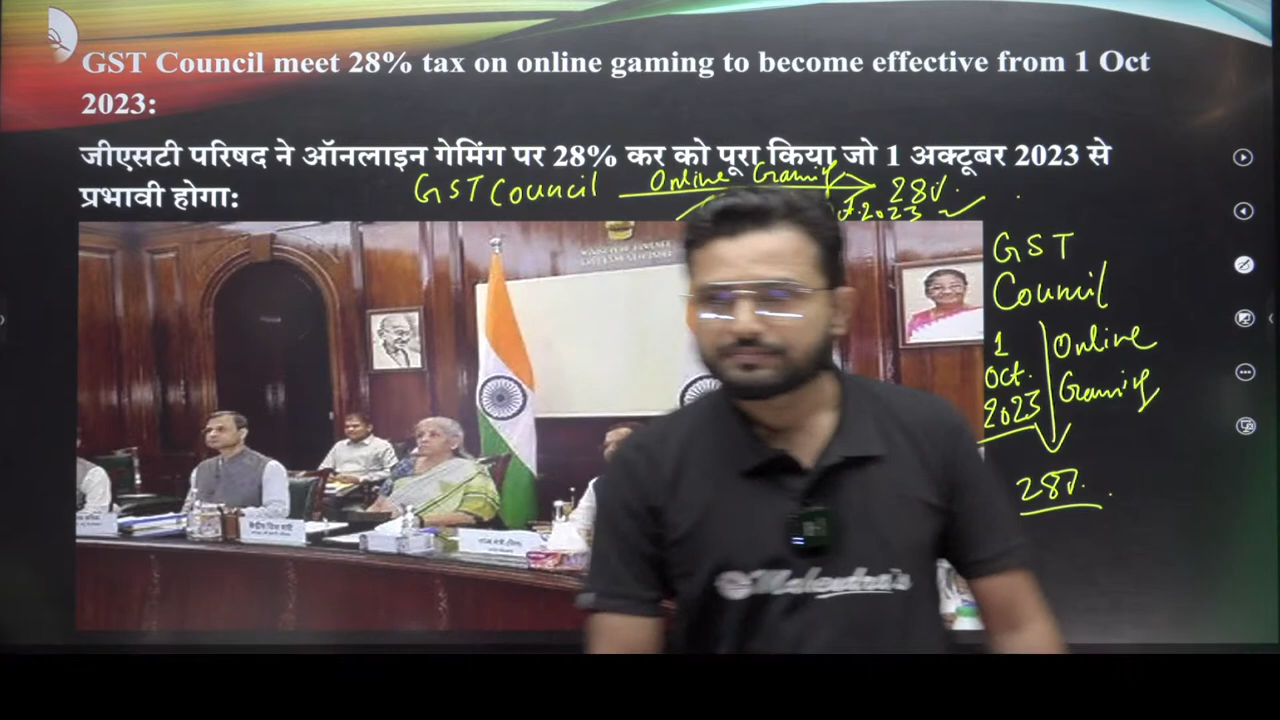 GST Council meet 28% tax on online gaming to become effective from 1 Oct
2023:
जीएसटी परिषद ने ऑनलाइन गेमिंग पर 28% कर को पूरा किया जो 1 अक्टूबर 2023 से
प्रभावी होगा:
GST Council Online Gaming 28%.
t.2023
GST
Council
1 Online
Oct. Gaming
2023
28%.
Mahendra's